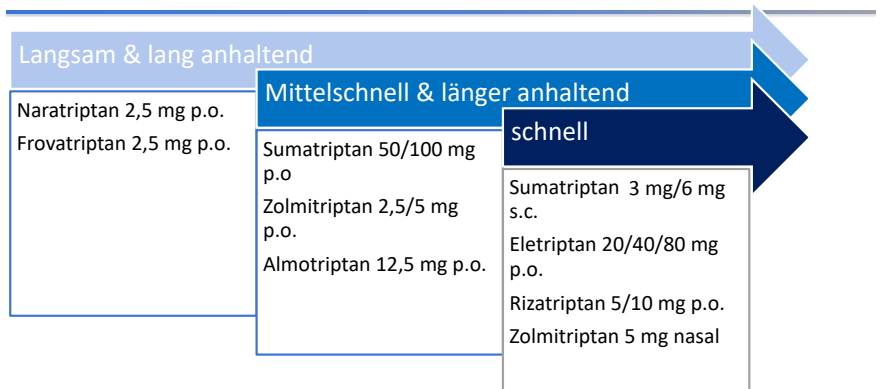 Langsam & lang anhaltend
Naratriptan 2,5 mg p.o.
Frovatriptan 2,5 mg p.o.
Mittelschnell & länger anhaltend
Sumatriptan 50/100 mg
p.o
Zolmitriptan 2,5/5 mg
p.o.
Almotriptan 12,5 mg p.o.
schnell
Sumatriptan 3 mg/6 mg
s.c.
Eletriptan 20/40/80 mg
p.o.
Rizatriptan 5/10 mg p.o.
Zolmitriptan 5 mg nasal